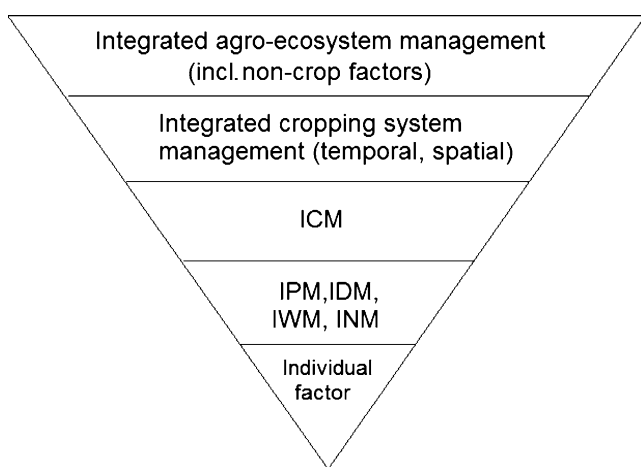 Integrated agro-ecosystem management
(incl. non-crop factors)
Integrated cropping system
management (temporal, spatial)
ICM
IPM,IDM,
IWM, INM
Individual
factor